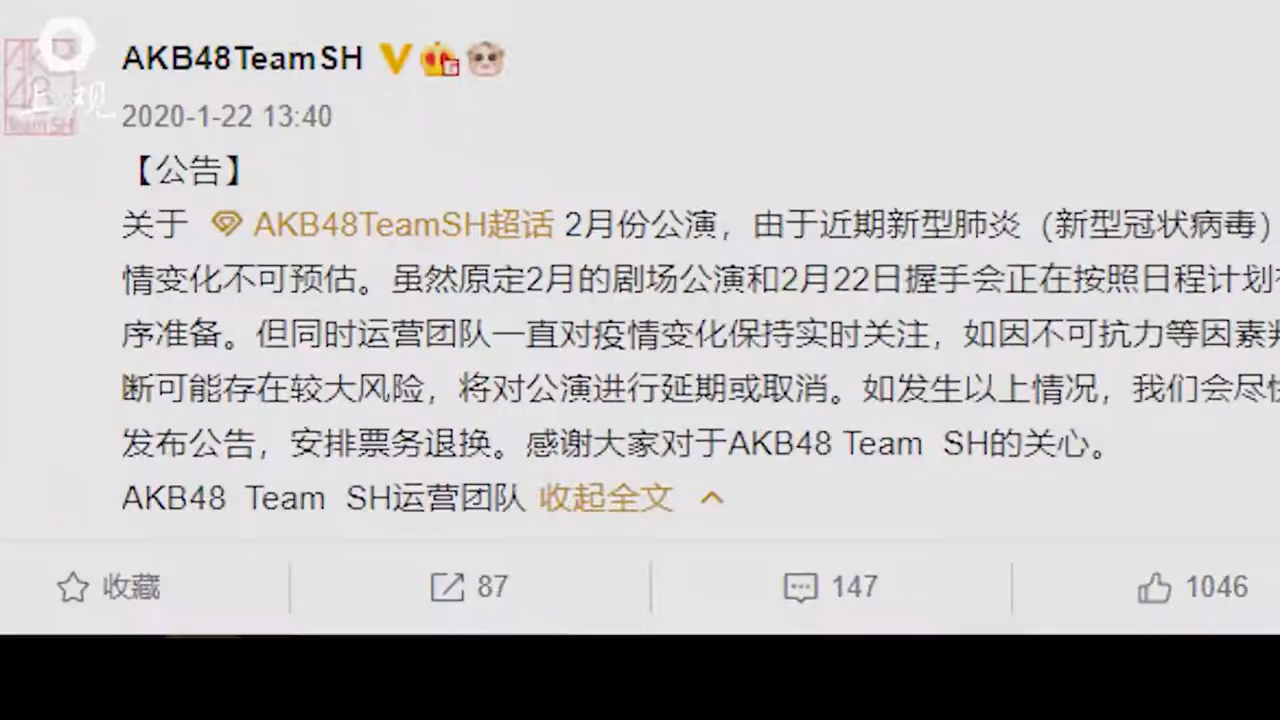 上观
Team SH
AKB48TeamSH
2020-1-22 13:40
【公告】
关于 AKB48TeamSH超话 2月份公演，由于近期新型肺炎（新型冠状病毒）
情变化不可预估。虽然原定2月的剧场公演和2月22日握手会正在按照日程计划
序准备。但同时运营团队一直对疫情变化保持实时关注，如因不可抗力等因素
断可能存在较大风险，将对公演进行延期或取消。如发生以上情况，我们会尽
发布公告，安排票务退换。感谢大家对于AKB48 Team SH的关心。
AKB48 Team SH运营团队 收起全文
收藏 87 147 1046